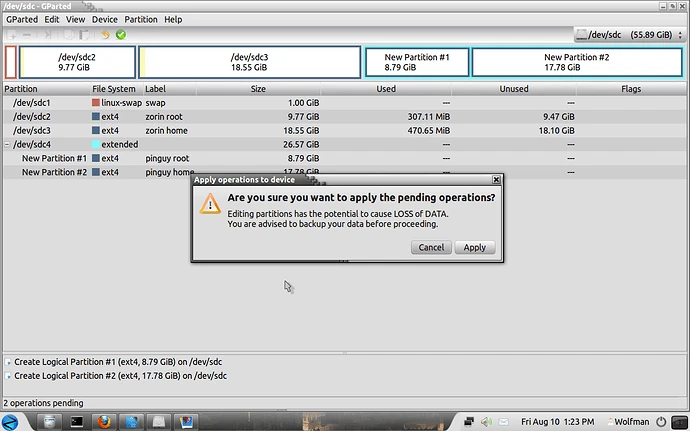 /dev/sdc - GParted
GParted Edit View Device Partition Help
/dev/sdc (55.89 GiB)
/dev/sdc2
9.77 GiB
/dev/sdc3
18.55 GiB
New Partition #1
8.79 GiB
New Partition #2
17.78 GiB
Partition File System Label Size Used Unused Flags
/dev/sdc1 linux-swap swap 1.00 GiB --- ---
/dev/sdc2 ext4 zorin root 9.77 GiB 307.11 MiB 9.47 GiB
/dev/sdc3 ext4 zorin home 18.55 GiB 470.65 MiB 18.10 GiB
/dev/sdc4 extended 26.57 GiB --- ---
New Partition #1 ext4 pinguy root 8.79 GiB --- ---
New Partition #2 ext4 pinguy home 17.78 GiB --- ---
Apply operations to device
Are you sure you want to apply the pending operations?
Editing partitions has the potential to cause LOSS of DATA.
You are advised to backup your data before proceeding.
Cancel Apply
Create Logical Partition #1 (ext4, 8.79 GiB) on /dev/sdc
Create Logical Partition #2 (ext4, 17.78 GiB) on /dev/sdc
2 operations pending
Fri Aug 10 1:23 PM Wolfman